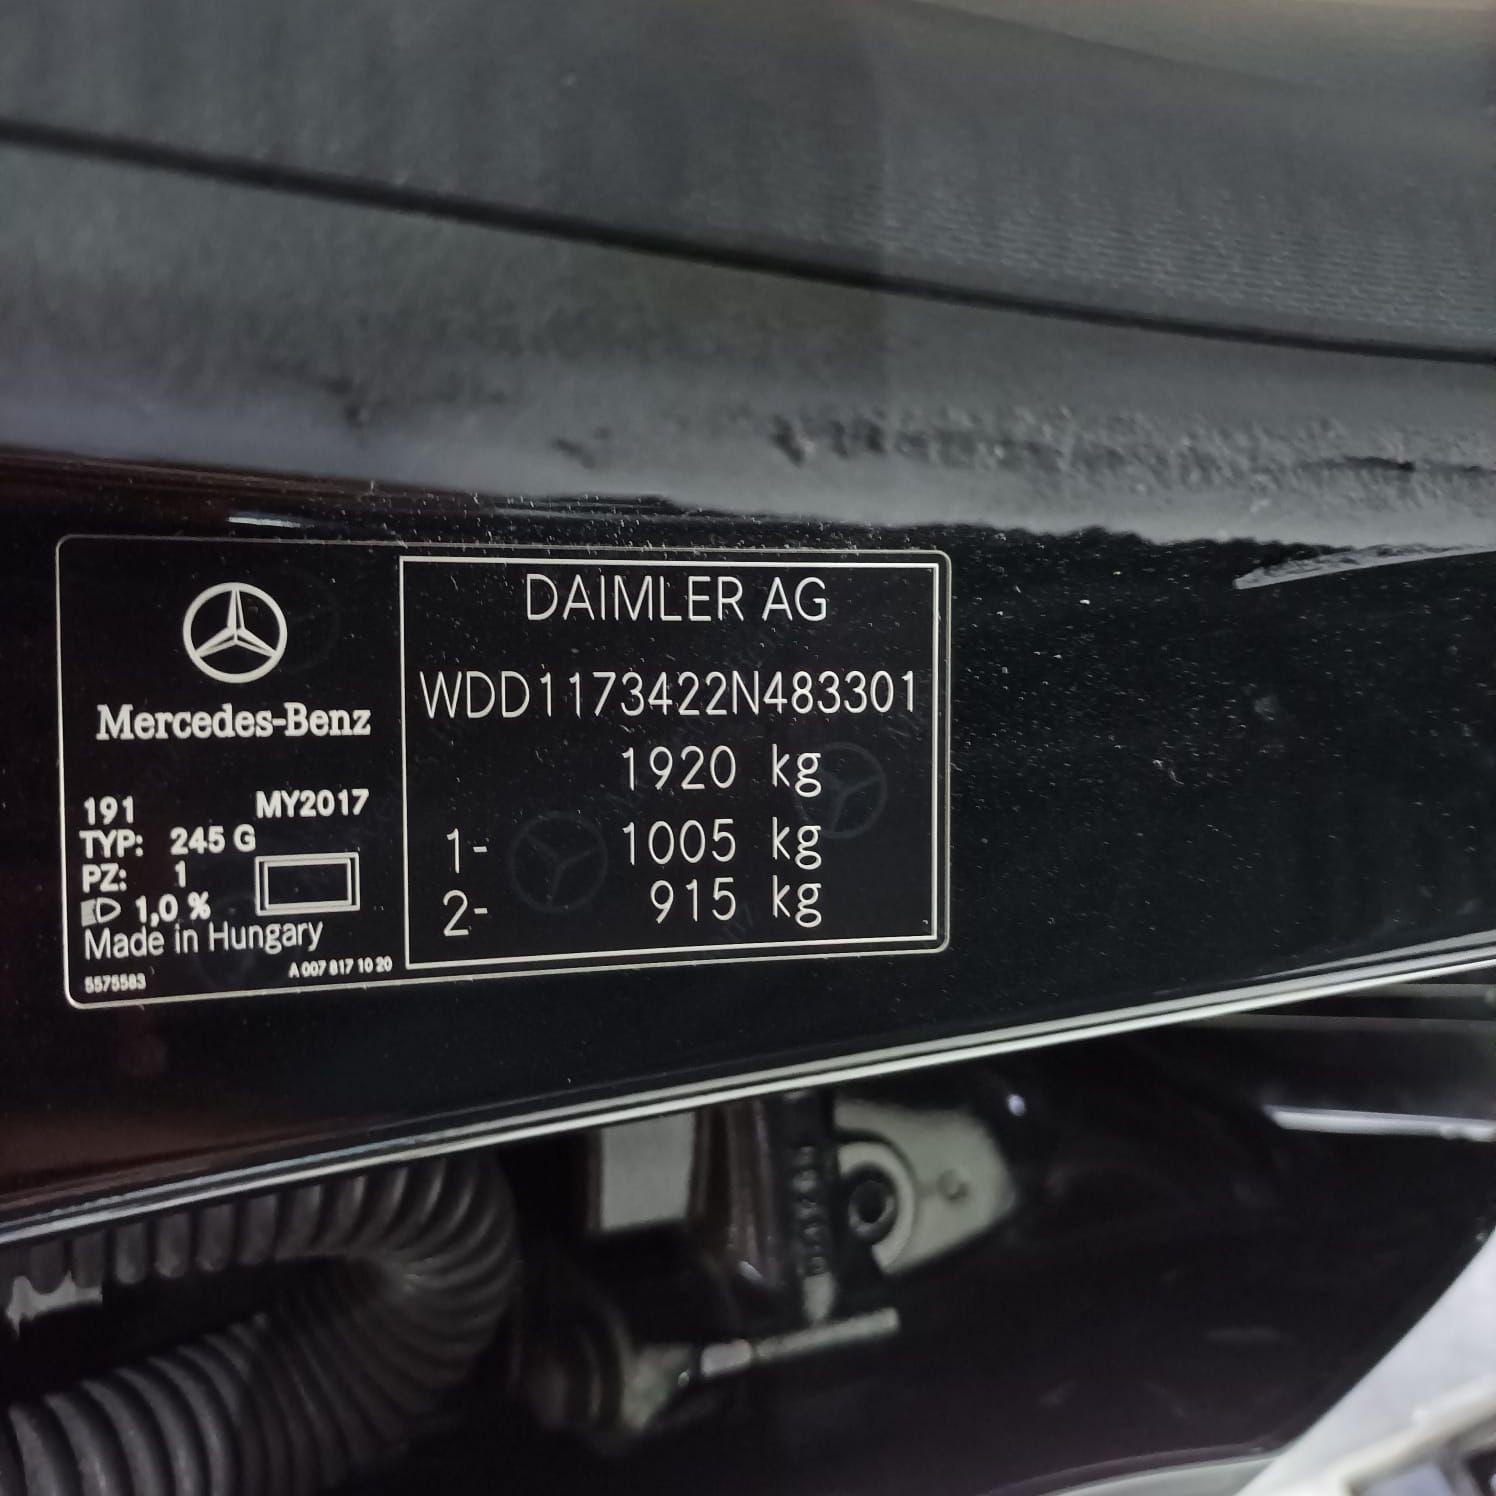 Mercedes-Benz
191 MY2017
TYP: 245 G
PZ: 1
1,0 %
Made in Hungary
5575583 A 007 817 10 20
DAIMLER AG
WDD1173422N483301
1920 kg
1- 1005 kg
2- 915 kg